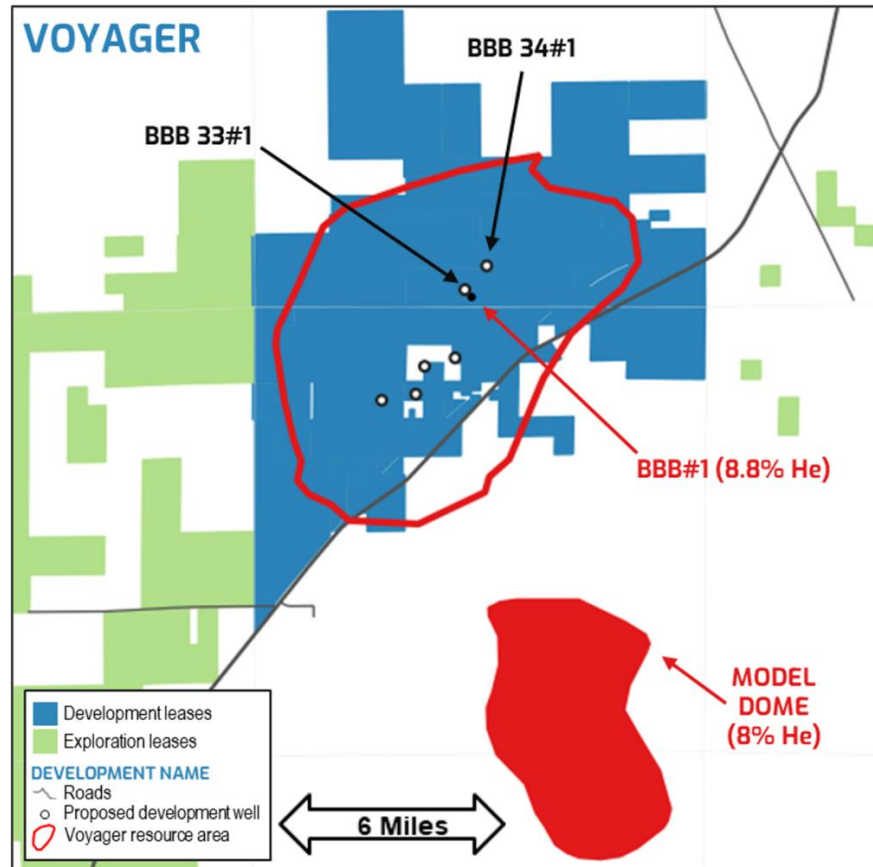 VOYAGER
BBB 34#1
BBB 33#1
BBB#1 (8.8% He)
MODEL
DOME
(8% He)
Development leases
Exploration leases
DEVELOPMENT NAME
Roads
Proposed development well
Voyager resource area
6 Miles